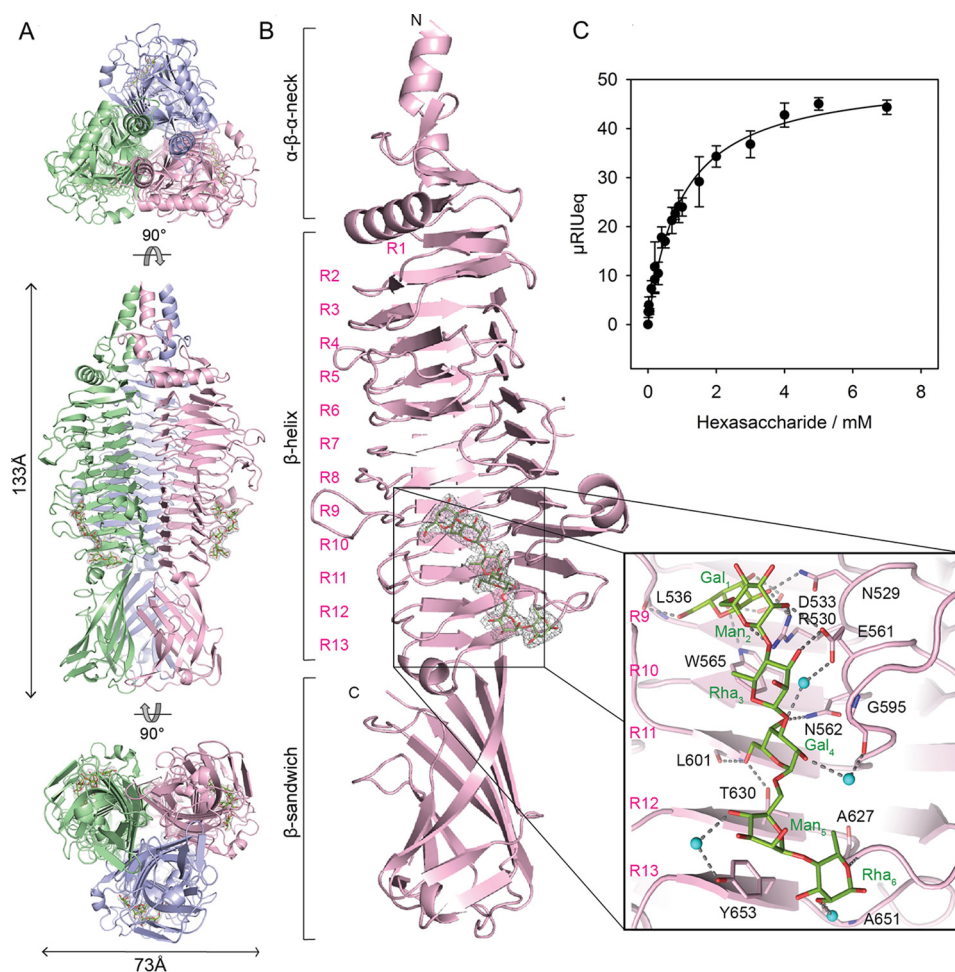 A
90°
133Å
90°
73Å
B
N
α-β-α-neck
β-helix
β-sandwich
R1
R2
R3
R4
R5
R6
R7
R8
R9
R10
R11
R12
R13
C
C
μRIUeq
50
40
30
20
10
0
0 2 4 6 8
Hexasaccharide / mM
Gal₁
L536
D533
N529
R9
R530
Man₂
E561
W565
R10
Rha₃
G595
N562
R11
Gal₄
L601
T630
R12
A627
Man₅
R13
Rha₆
Y653
A651